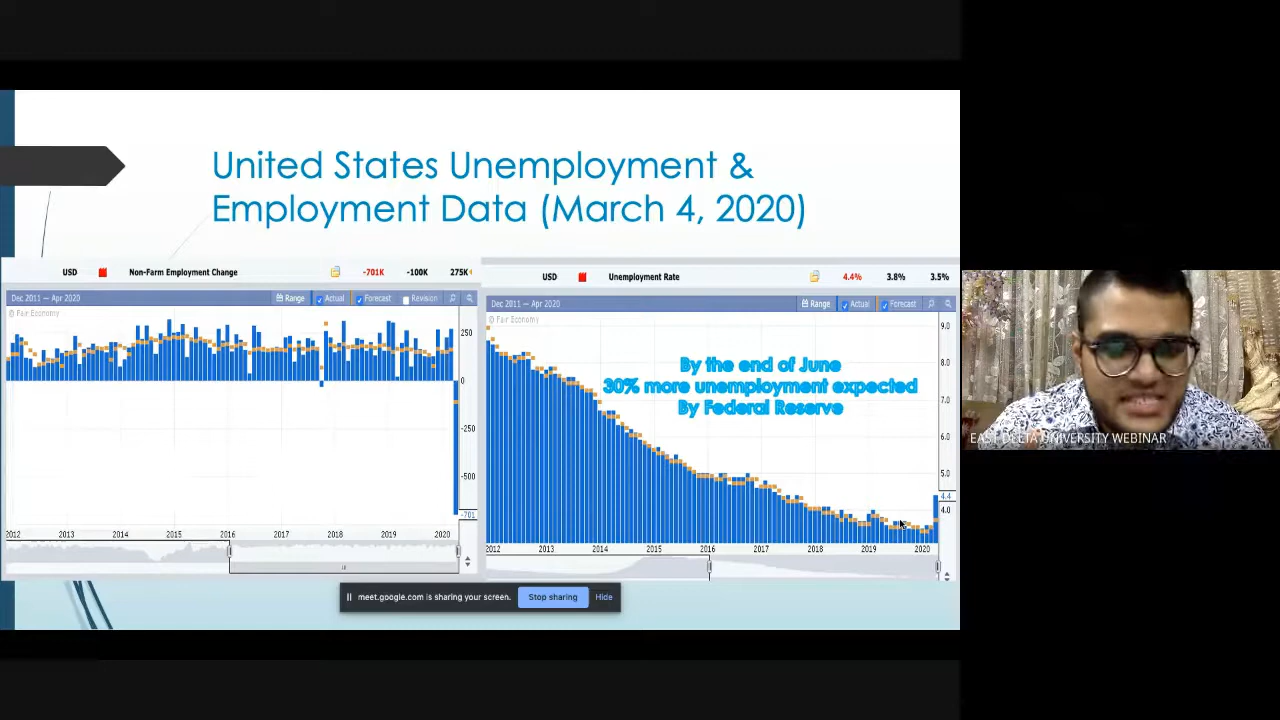 United States Unemployment &
Employment Data (March 4, 2020)
USD Non-Farm Employment Change -701K -100K 275K
Dec 2011 — Apr 2020 Range Actual Forecast Revision
© Fair Economy
250
0
-250
-500
-701
2012 2013 2014 2015 2016 2017 2018 2019 2020
USD Unemployment Rate 4.4% 3.8% 3.5%
Dec 2011 — Apr 2020 Range Actual Forecast
© Fair Economy
By the end of June
30% more unemployment expected
By Federal Reserve
9.0
8.0
7.0
6.0
5.0
4.4
4.0
2012 2013 2014 2015 2016 2017 2018 2019 2020
meet.google.com is sharing your screen. Stop sharing Hide
EAST DELTA UNIVERSITY WEBINAR